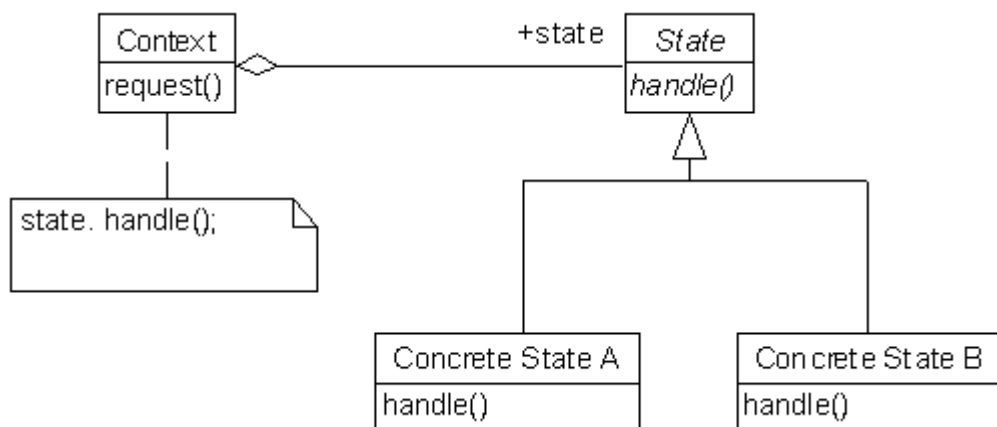 Context
request()
+state
State
handle()
state. handle();
Concrete State A
handle()
Concrete State B
handle()